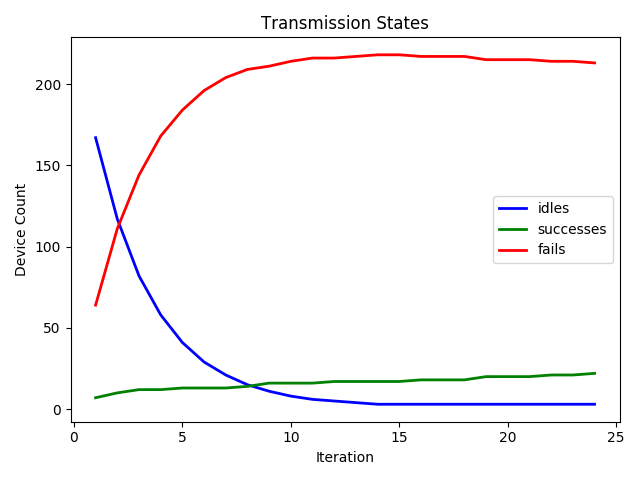 Transmission States
Device Count
200
150
100
50
0
idles
successes
fails
0 5 10 15 20 25
Iteration